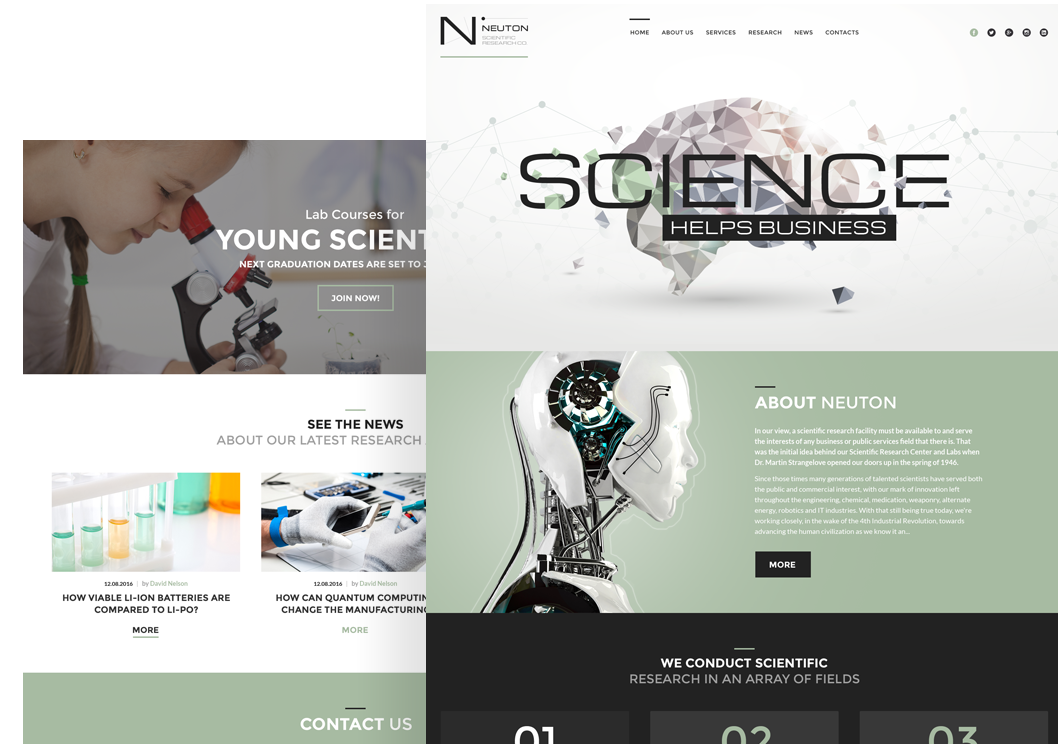 Lab Courses for
YOUNG SCIENT
NEXT GRADUATION DATES ARE SET TO J
JOIN NOW!
SEE THE NEWS
ABOUT OUR LATEST RESEARCH
12.08.2016 | by David Nelson
HOW VIABLE LI-ION BATTERIES ARE
COMPARED TO LI-PO?
MORE
12.08.2016 | by David Nelson
HOW CAN QUANTUM COMPUTIN
CHANGE THE MANUFACTURING
MORE
CONTACT US
N
NEUTON
SCIENTIFIC
RESEARCH CO.
HOME
ABOUT US
SERVICES
RESEARCH
NEWS
CONTACTS
SCIENCE
HELPS BUSINESS
ABOUT NEUTON
In our view, a scientific research facility must be available to and serve
the interests of any business or public services field that there is. That
was the initial idea behind our Scientific Research Center and Labs when
Dr. Martin Strangelove opened our doors up in the spring of 1946.
Since those times many generations of talented scientists have served both
the public and commercial interest, with our mark of innovation left
throughout the engineering, chemical, medication, weaponry, alternate
energy, robotics and IT industries. With that still being true today, we're
working closely, in the wake of the 4th Industrial Revolution, towards
advancing the human civilization as we know it an...
MORE
WE CONDUCT SCIENTIFIC
RESEARCH IN AN ARRAY OF FIELDS
01
02
03